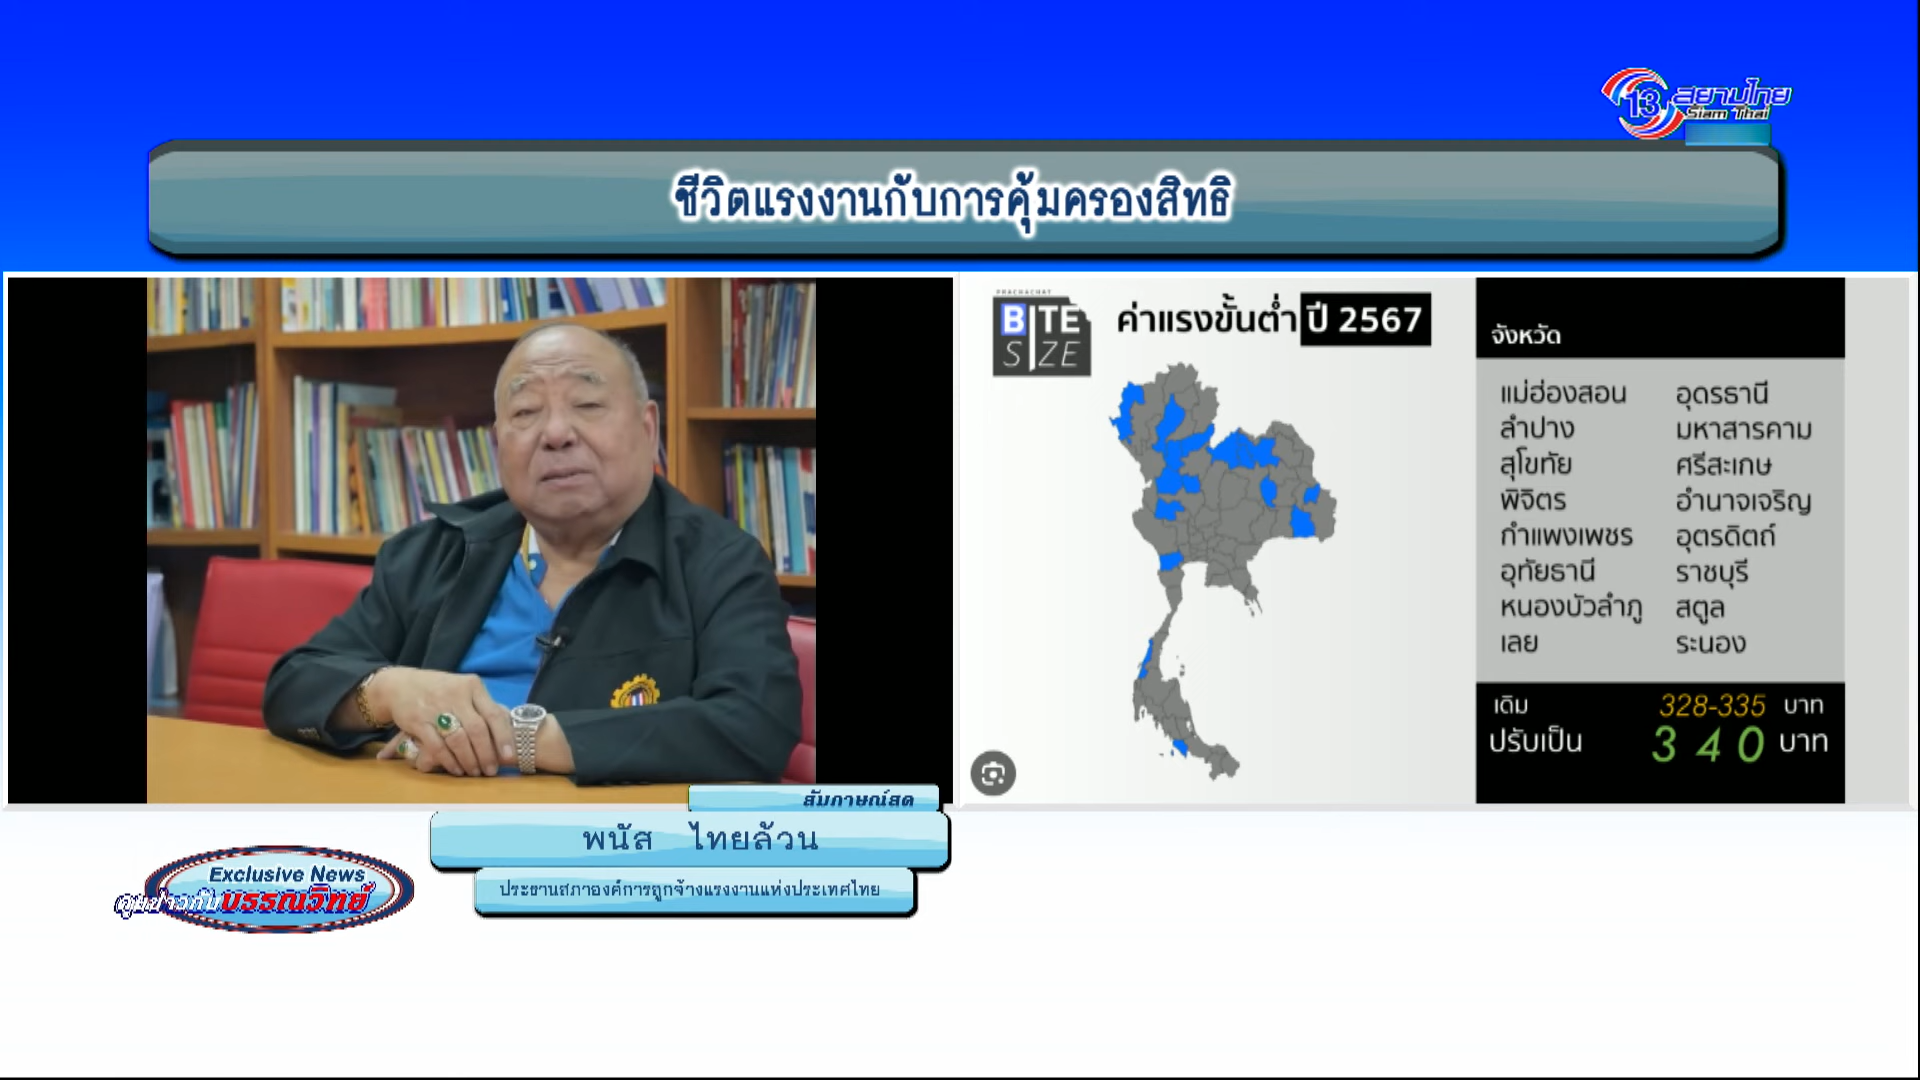 13 สยามไทย
Siam Thai
ชีวิตแรงงานกับการคุ้มครองสิทธิ
PRACHACHAT
BITE
SIZE
ค่าแรงขั้นต่ำ ปี 2567
จังหวัด
แม่ฮ่องสอน อุดรธานี
ลำปาง มหาสารคาม
สุโขทัย ศรีสะเกษ
พิจิตร อำนาจเจริญ
กำแพงเพชร อุตรดิตถ์
อุทัยธานี ราชบุรี
หนองบัวลำภู สตูล
เลย ระนอง
เดิม 328-335 บาท
ปรับเป็น 340 บาท
สัมภาษณ์สด
พนัส ไทยล้วน
ประธานสภาองค์การลูกจ้างแรงงานแห่งประเทศไทย
Exclusive News
คุยข่าวกับบรรณวิทย์